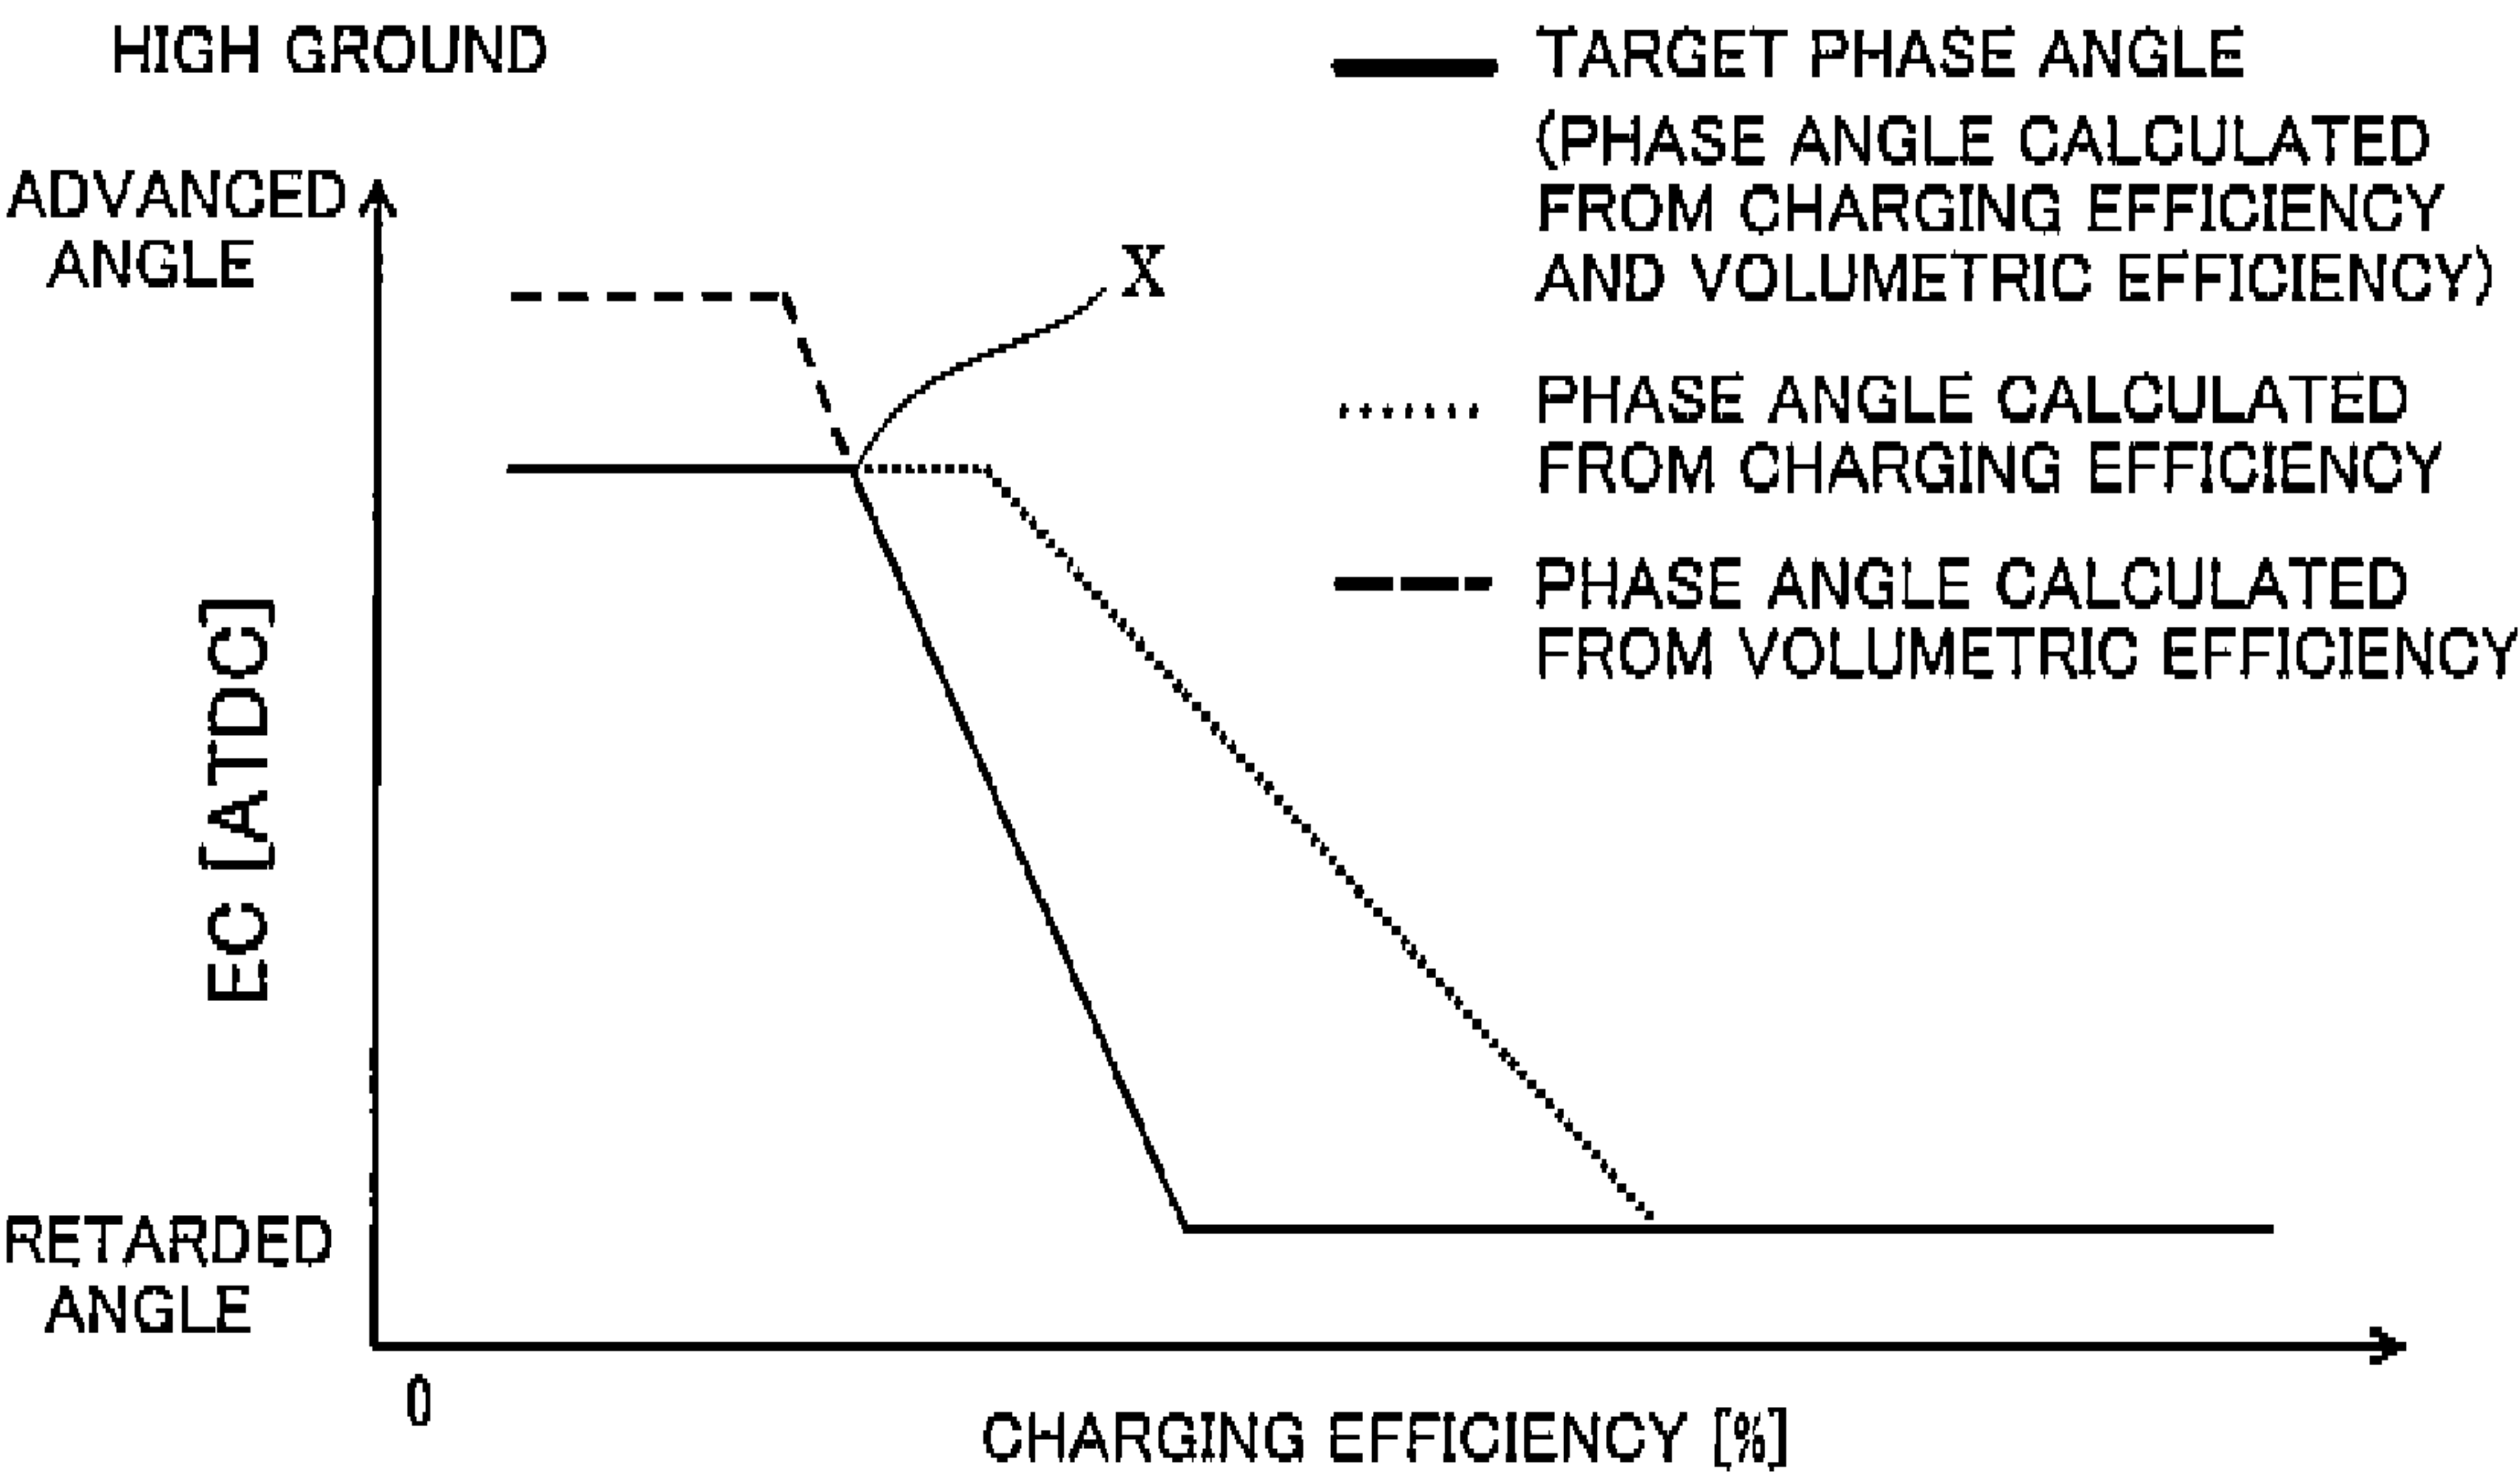 HIGH GROUND
TARGET PHASE ANGLE
(PHASE ANGLE CALCULATED
FROM CHARGING EFFICIENCY
AND VOLUMETRIC EFFICIENCY)
PHASE ANGLE CALCULATED
FROM CHARGING EFFICIENCY
PHASE ANGLE CALCULATED
FROM VOLUMETRIC EFFICIENCY
ADVANCED
ANGLE
X
EC [ATDC]
RETARDED
ANGLE
0
CHARGING EFFICIENCY [%]